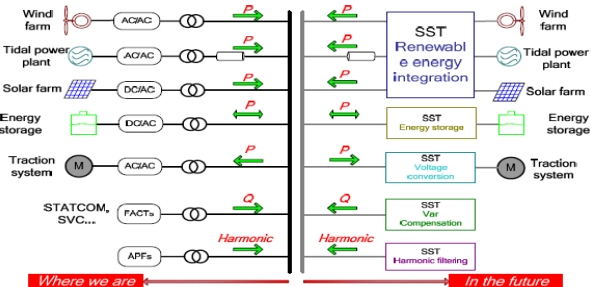 Wind
farm
AC/AC
P
P
SST
Renewabl
e energy
integration
Wind
farm
Tidal power
plant
AC/AC
P
P
Tidal power
plant
Solar farm
DC/AC
P
P
Solar farm
Energy
storage
DC/AC
P
P
SST
Energy storage
Energy
storage
Traction
system
M
AC/AC
P
P
SST
Voltage
conversion
M
Traction
system
STATCOM,
SVC...
FACTs
Q
Q
SST
Var
Compensation
APFs
Harmonic
Harmonic
SST
Harmonic filtering
Where we are
In the future